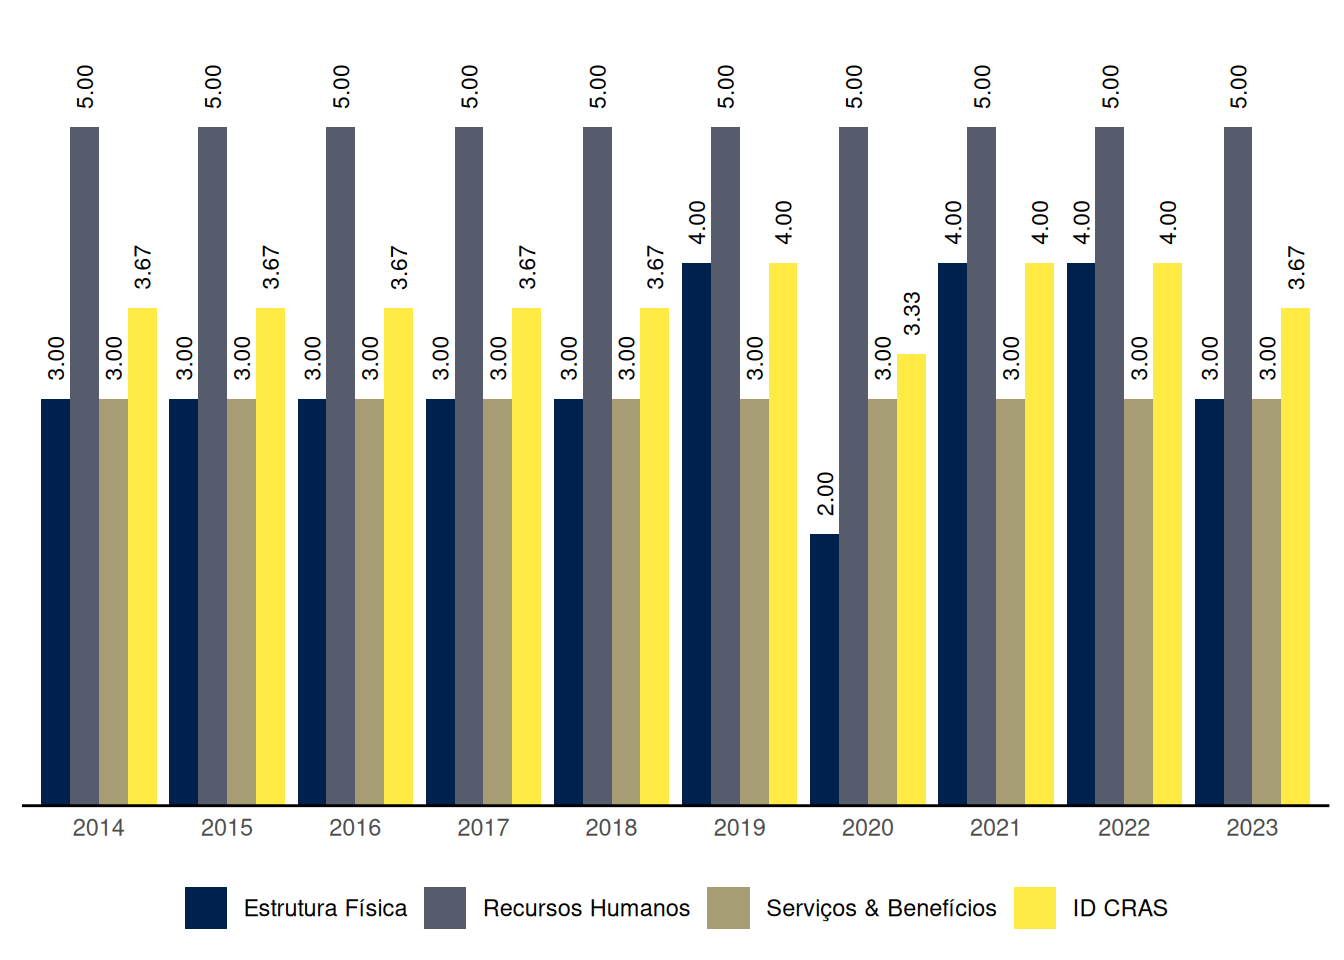 5.00 5.00 5.00 5.00 5.00 5.00 5.00 5.00 5.00 5.00
4.00 4.00 4.00 4.00 4.00 4.00
3.67 3.67 3.67 3.67 3.67 3.67
3.33
3.00 3.00 3.00 3.00 3.00 3.00 3.00 3.00 3.00 3.00 3.00 3.00 3.00 3.00 3.00 3.00
2.00
2014 2015 2016 2017 2018 2019 2020 2021 2022 2023
Estrutura Física Recursos Humanos Serviços & Benefícios ID CRAS